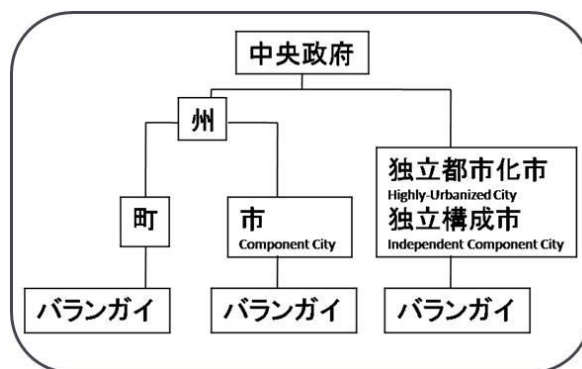 中央政府
州
独立都市化市
Highly-Urbanized City
独立構成市
Independent Component City
町
市
Component City
バランガイ
バランガイ
バランガイ